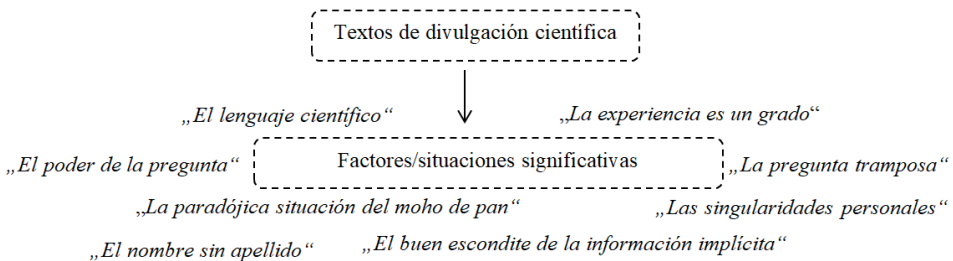 Textos de divulgación científica
„El lenguaje científico“ „La experiencia es un grado“
„El poder de la pregunta“ Factores/situaciones significativas „La pregunta tramposa“
„La paradójica situación del moho de pan“ „Las singularidades personales“
„El nombre sin apellido“ „El buen escondite de la información implícita“